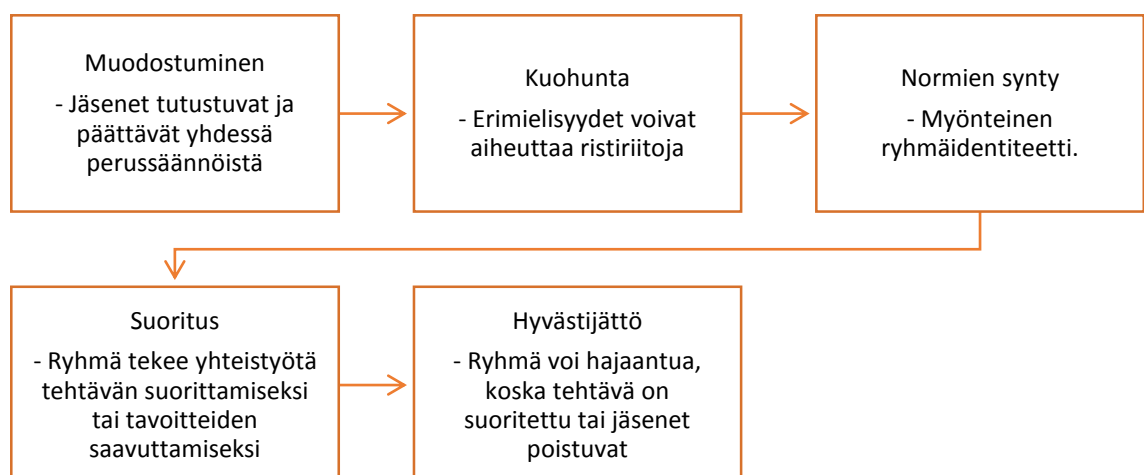 Muodostuminen
- Jäsenet tutustuvat ja
päättävät yhdessä
perussäännöistä
Kuohunta
- Erimielisyydet voivat
aiheuttaa ristiriitoja
Normien synty
- Myönteinen
ryhmäidentiteetti.
Suoritus
- Ryhmä tekee yhteistyötä
tehtävän suorittamiseksi
tai tavoitteiden
saavuttamiseksi
Hyvästijättö
- Ryhmä voi hajaantua,
koska tehtävä on
suoritettu tai jäsenet
poistuvat